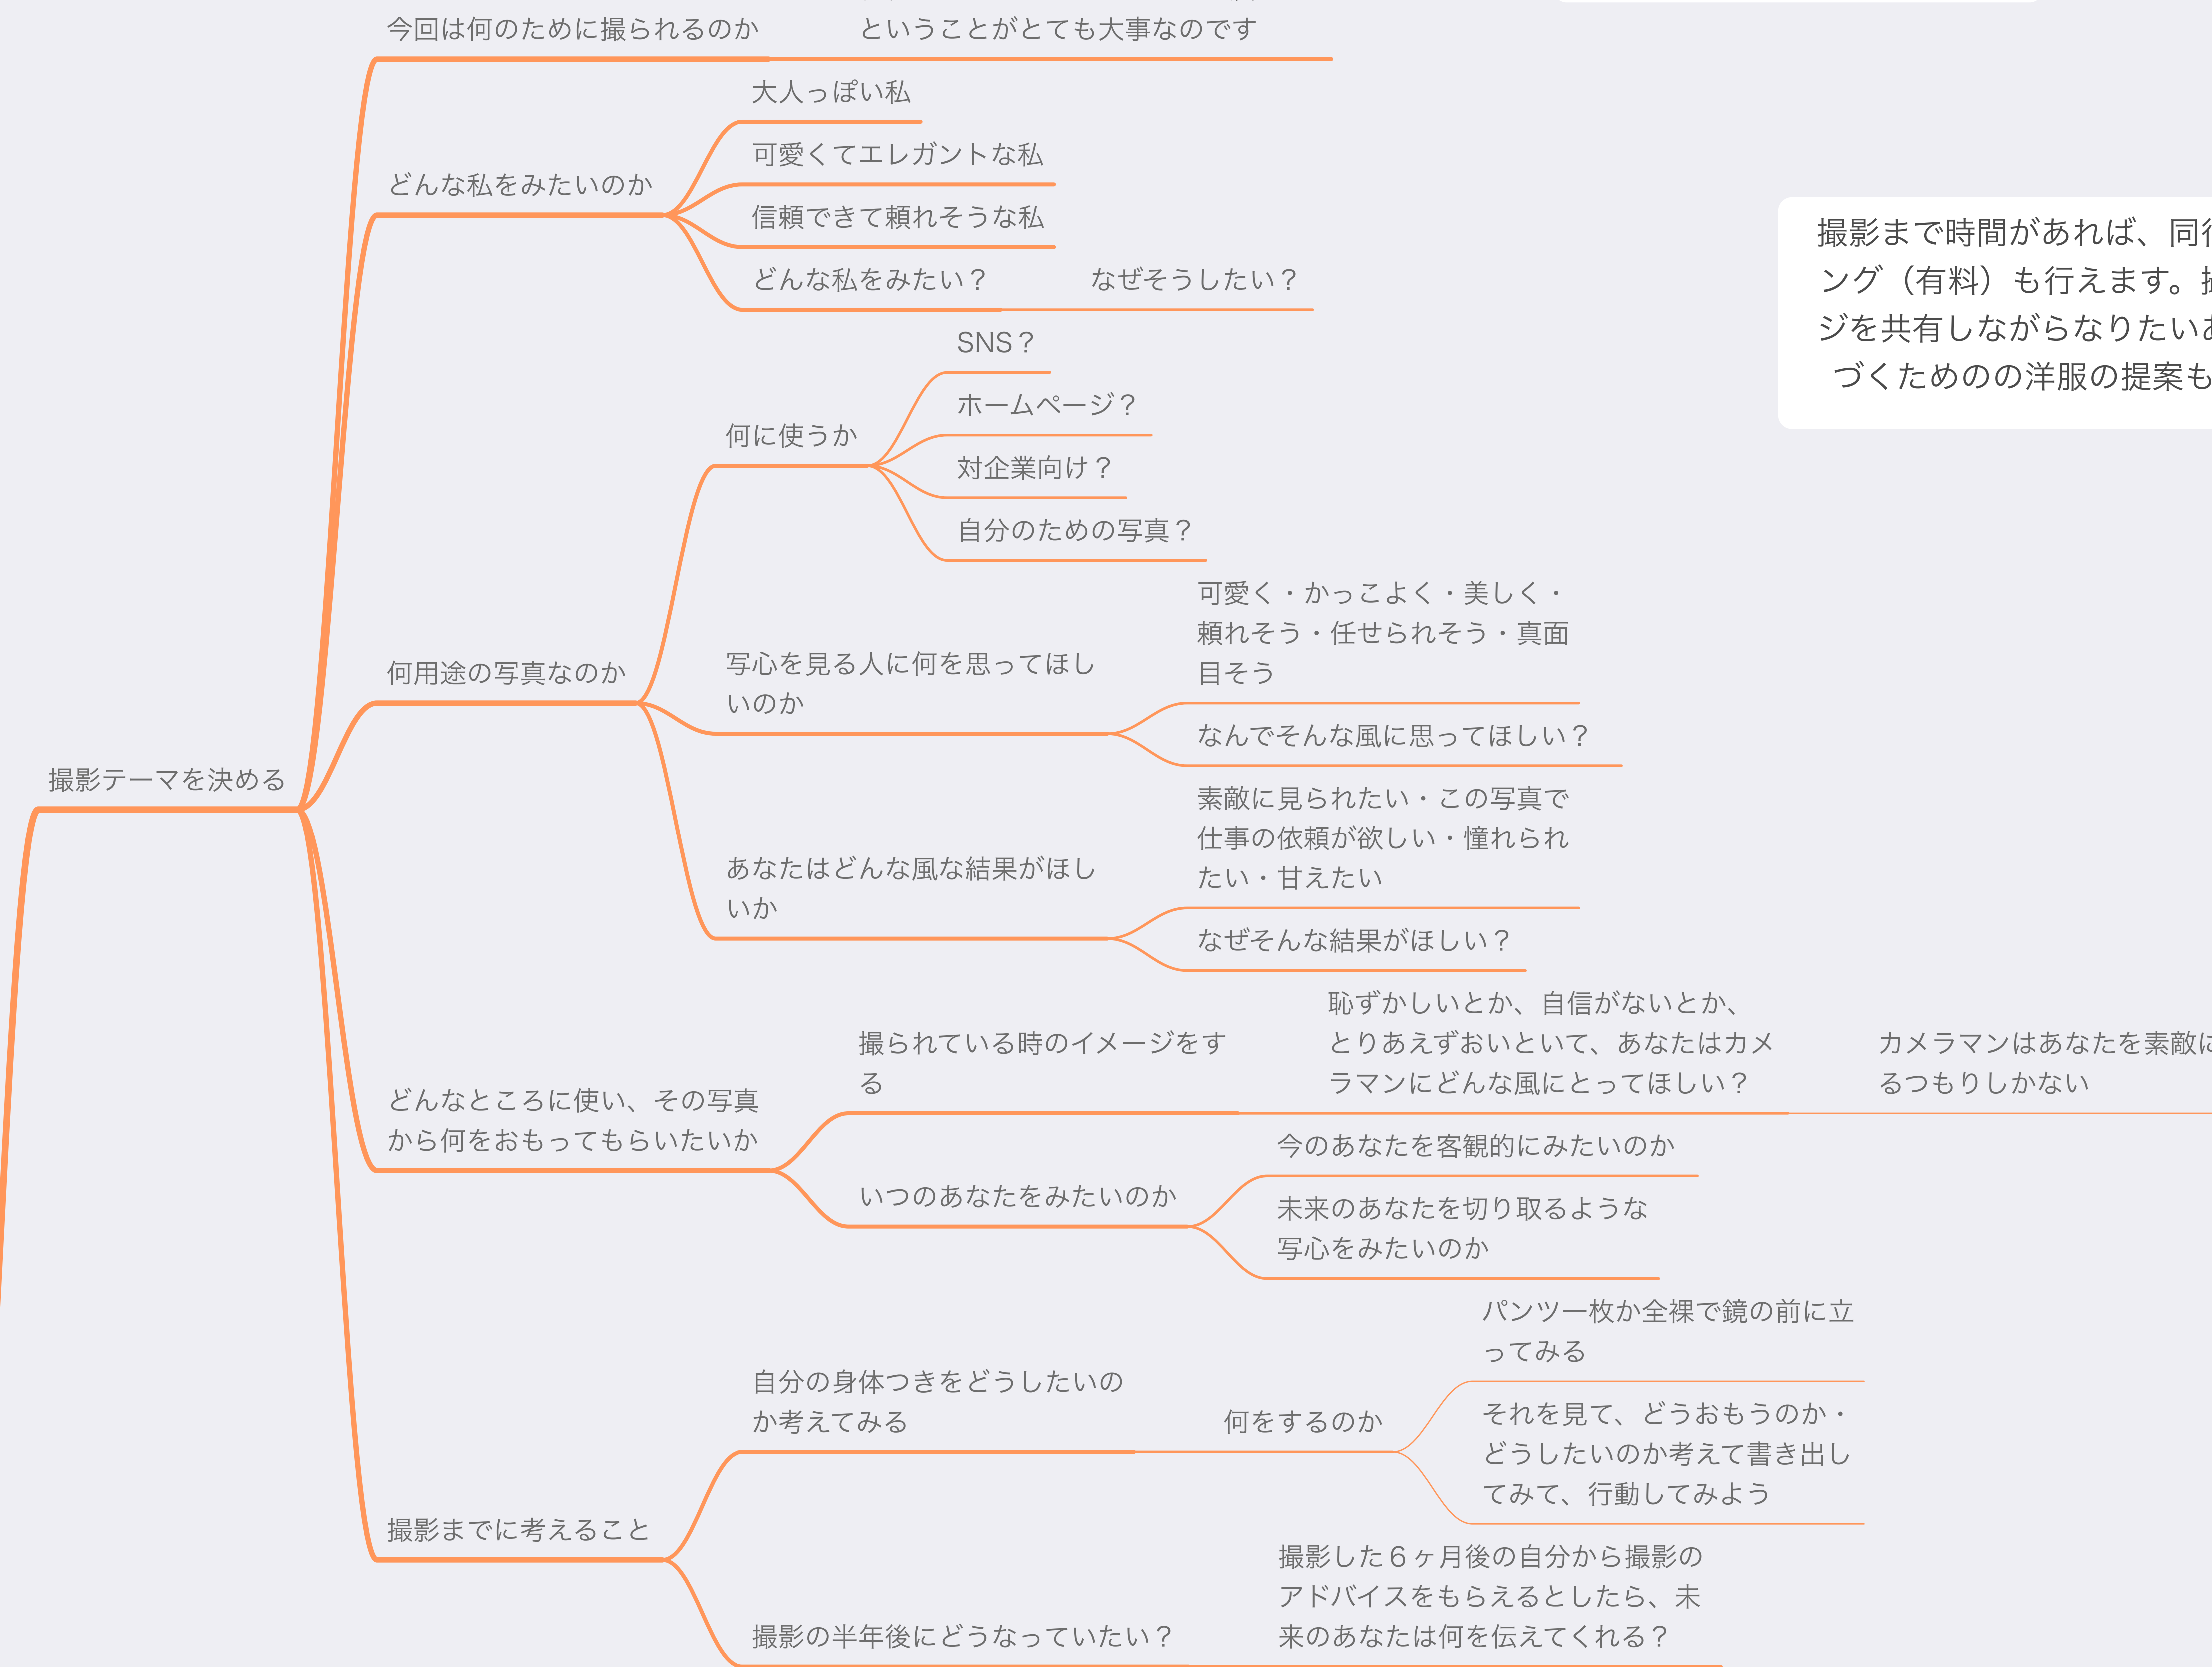 今回は何のために撮られるのか
ということがとても大事なのです
大人っぽい私
可愛くてエレガントな私
どんな私をみたいのか
信頼できて頼れそうな私
どんな私をみたい？
なぜそうしたい？
撮影まで時間があれば、同行
ング（有料）も行えます。撮
ジを共有しながらなりたいあ
づくためのの洋服の提案も
SNS？
ホームページ？
何に使うか
対企業向け？
自分のための写真？
何用途の写真なのか
写心を見る人に何を思ってほし
いのか
可愛く・かっこよく・美しく・
頼れそう・任せられそう・真面
目そう
なんでそんな風に思ってほしい？
撮影テーマを決める
あなたはどんな風な結果がほし
いか
素敵に見られたい・この写真で
仕事の依頼が欲しい・憧れられ
たい・甘えたい
なぜそんな結果がほしい？
どんなところに使い、その写真
から何をおもってもらいたいか
撮られている時のイメージをす
る
恥ずかしいとか、自信がないとか、
とりあえずおいといて、あなたはカメ
ラマンにどんな風にとってほしい？
カメラマンはあなたを素敵に
るつもりしかない
いつのあなたをみたいのか
今のあなたを客観的にみたいのか
未来のあなたを切り取るような
写心をみたいのか
撮影までに考えること
自分の身体つきをどうしたいの
か考えてみる
何をするのか
パンツ一枚か全裸で鏡の前に立
ってみる
それを見て、どうおもうのか・
どうしたいのか考えて書き出し
てみて、行動してみよう
撮影の半年後にどうなっていたい？
撮影した６ヶ月後の自分から撮影の
アドバイスをもらえるとしたら、未
来のあなたは何を伝えてくれる？